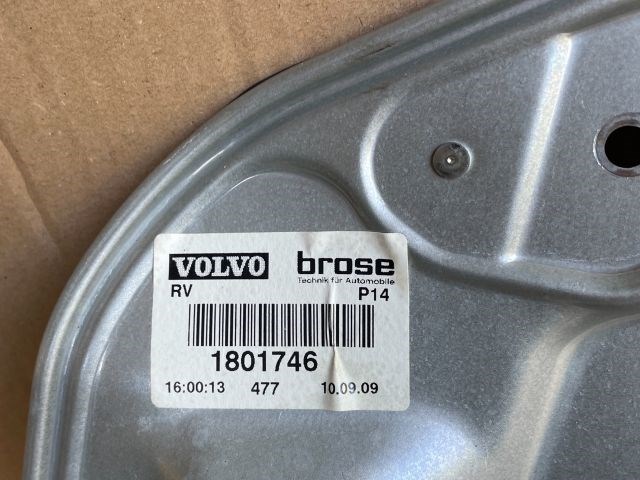 VOLVO brose
Technik für Automobile
RV P14
1801746
16:00:13 477 10.09.09